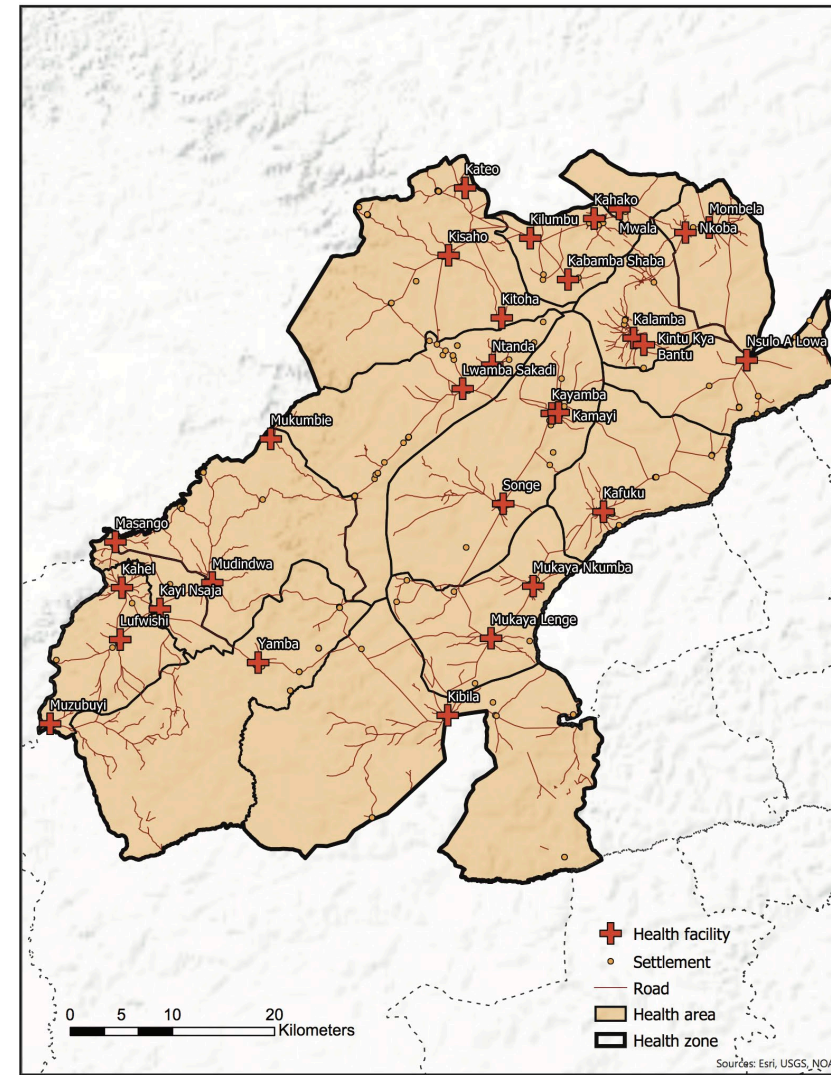 Kateo
Kahako
Mombela
Kilumbu
Mwala
Nkoba
Kisaho
Kabamba Shaba
Kitoha
Kalamba
Kintu Kya
Bantu
Nsulo A Lowa
Ntanda
Lwamba Sakadi
Kayamba
Kamayi
Mukumbie
Songe
Kafuku
Masango
Mudindwa
Kahel
Mukaya Nkumba
Kayi Nsaja
Lufwishi
Mukaya Lenge
Yamba
Kibila
Muzubuyi
Health facility
Settlement
Road
Health area
Health zone
0 5 10 20
Kilometers
Sources: Esri, USGS, NOA